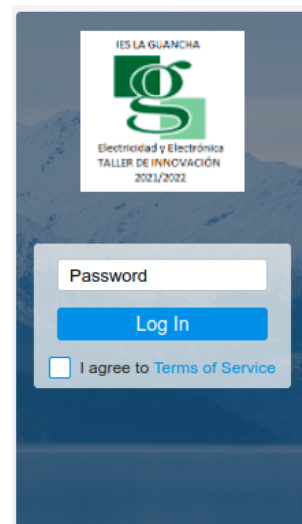 IES LA GUANCHA
g
Electricidad y Electrónica
TALLER DE INNOVACIÓN
2021/2022
Password
Log In
I agree to Terms of Service